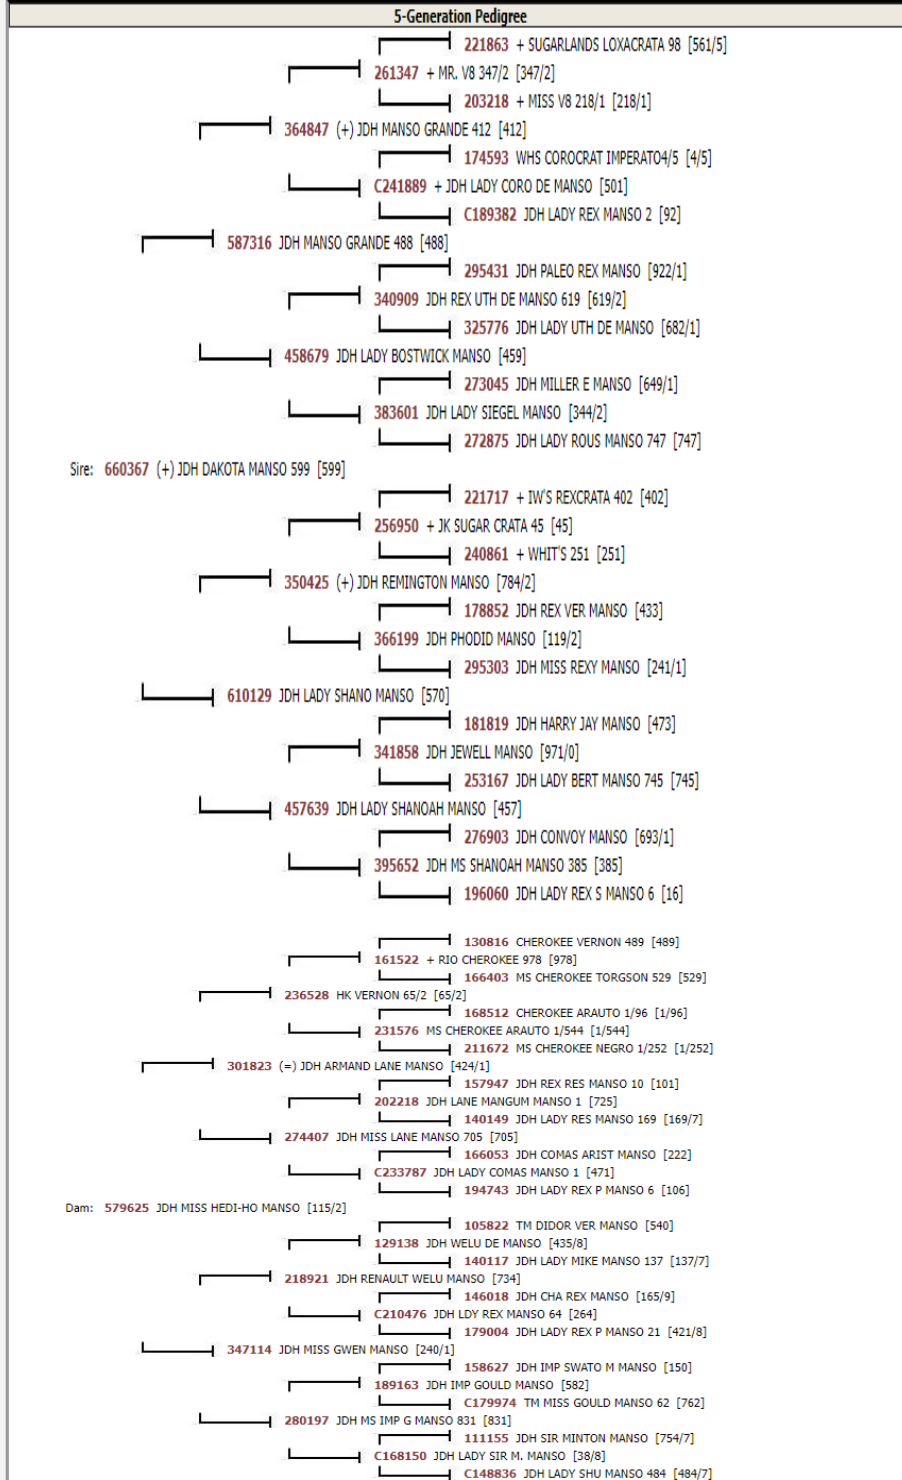 5-Generation Pedigree
221863 + SUGARLANDS LOXACRATA 98 [561/5]
261347 + MR. V8 347/2 [347/2]
203218 + MISS V8 218/1 [218/1]
364847 (+) JDH MANSO GRANDE 412 [412]
174593 WHS COROCRAT IMPERATO4/5 [4/5]
C241889 + JDH LADY CORO DE MANSO [501]
C189382 JDH LADY REX MANSO 2 [92]
587316 JDH MANSO GRANDE 488 [488]
295431 JDH PALEO REX MANSO [922/1]
340909 JDH REX UTH DE MANSO 619 [619/2]
325776 JDH LADY UTH DE MANSO [682/1]
458679 JDH LADY BOSTWICK MANSO [459]
273045 JDH MILLER E MANSO [649/1]
383601 JDH LADY SIEGEL MANSO [344/2]
272875 JDH LADY ROUS MANSO 747 [747]
Sire: 660367 (+) JDH DAKOTA MANSO 599 [599]
221717 + IW'S REXCRATA 402 [402]
256950 + JK SUGAR CRATA 45 [45]
240861 + WHIT'S 251 [251]
350425 (+) JDH REMINGTON MANSO [784/2]
178852 JDH REX VER MANSO [433]
366199 JDH PHODID MANSO [119/2]
295303 JDH MISS REXY MANSO [241/1]
610129 JDH LADY SHANO MANSO [570]
181819 JDH HARRY JAY MANSO [473]
341858 JDH JEWELL MANSO [971/0]
253167 JDH LADY BERT MANSO 745 [745]
457639 JDH LADY SHANOAH MANSO [457]
276903 JDH CONVOY MANSO [693/1]
395652 JDH MS SHANOAH MANSO 385 [385]
196060 JDH LADY REX S MANSO 6 [16]
130816 CHEROKEE VERNON 489 [489]
161522 + RIO CHEROKEE 978 [978]
166403 MS CHEROKEE TORGSON 529 [529]
236528 HK VERNON 65/2 [65/2]
168512 CHEROKEE ARAUTO 1/96 [1/96]
231576 MS CHEROKEE ARAUTO 1/544 [1/544]
211672 MS CHEROKEE NEGRO 1/252 [1/252]
301823 (=) JDH ARMAND LANE MANSO [424/1]
157947 JDH REX RES MANSO 10 [101]
202218 JDH LANE MANGUM MANSO 1 [725]
140149 JDH LADY RES MANSO 169 [169/7]
274407 JDH MISS LANE MANSO 705 [705]
166053 JDH COMAS ARIST MANSO [222]
C233787 JDH LADY COMAS MANSO 1 [471]
194743 JDH LADY REX P MANSO 6 [106]
Dam: 579625 JDH MISS HEDI-HO MANSO [115/2]
105822 TM DIDOR VER MANSO [540]
129138 JDH WELU DE MANSO [435/8]
140117 JDH LADY MIKE MANSO 137 [137/7]
218921 JDH RENAULT WELU MANSO [734]
146018 JDH CHA REX MANSO [165/9]
C210476 JDH LDY REX MANSO 64 [264]
179004 JDH LADY REX P MANSO 21 [421/8]
347114 JDH MISS GWEN MANSO [240/1]
158627 JDH IMP SWATO M MANSO [150]
189163 JDH IMP GOULD MANSO [582]
C179974 TM MISS GOULD MANSO 62 [762]
280197 JDH MS IMP G MANSO 831 [831]
111155 JDH SIR MINTON MANSO [754/7]
C168150 JDH LADY SIR M. MANSO [38/8]
C148836 JDH LADY SHU MANSO 484 [484/7]